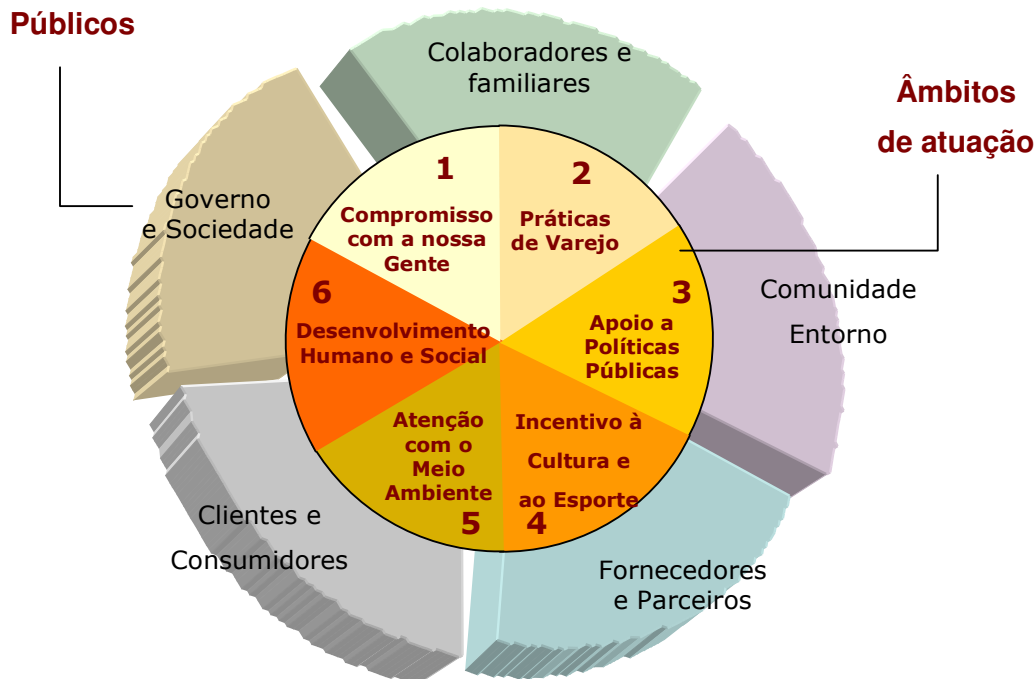 Públicos
Âmbitos
de atuação
Colaboradores e
familiares
Governo
e Sociedade
Comunidade
Entorno
Clientes e
Consumidores
Fornecedores
e Parceiros
1
Compromisso
com a nossa
Gente
2
Práticas
de Varejo
3
Apoio a
Políticas
Públicas
Incentivo à
Cultura e
ao Esporte
4
Atenção
com o
Meio
Ambiente
5
6
Desenvolvimento
Humano e Social